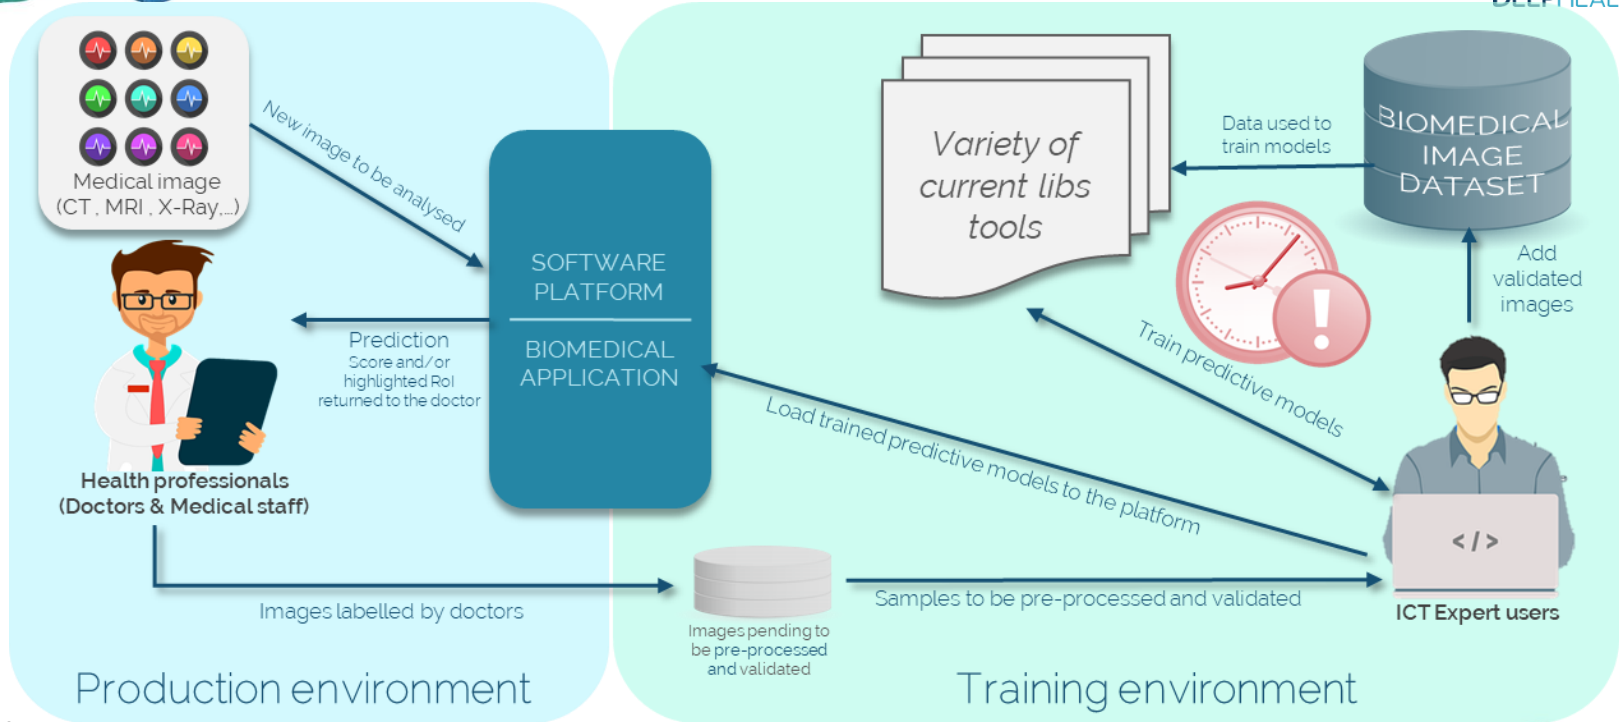 Medical image
(CT , MRI , X-Ray,...)
New image to be analysed
SOFTWARE
PLATFORM
BIOMEDICAL
APPLICATION
Prediction
Score and/or
highlighted RoI
returned to the doctor
Health professionals
(Doctors & Medical staff)
Images labelled by doctors
Production environment
Variety of
current libs
tools
Data used to
train models
BIOMEDICAL
IMAGE
DATASET
Add
validated
images
!
Train predictive models
Load trained predictive models to the platform
</>
ICT Expert users
Samples to be pre-processed and validated
Images pending to
be pre-processed
and validated
Training environment